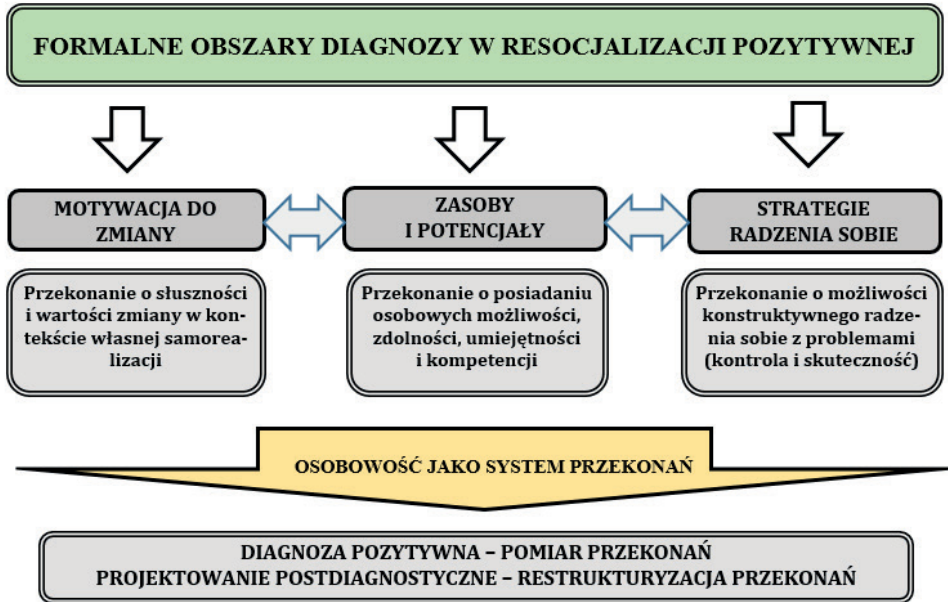 FORMALNE OBSZARY DIAGNOZY W RESOCJALIZACJI POZYTYWNEJ
MOTYWACJA DO
ZMIANY
ZASOBY
I POTENCJAŁY
STRATEGIE
RADZENIA SOBIE
Przekonanie o słuszności
i wartości zmiany w kon-
tekście własnej samorea-
lizacji
Przekonanie o posiadaniu
osobowych możliwości,
zdolności, umiejętności
i kompetencji
Przekonanie o możliwości
konstruktywnego radze-
nia sobie z problemami
(kontrola i skuteczność)
OSOBOWOŚĆ JAKO SYSTEM PRZEKONAŃ
DIAGNOZA POZYTYWNA – POMIAR PRZEKONAŃ
PROJEKTOWANIE POSTDIAGNOSTYCZNE – RESTRUKTURYZACJA PRZEKONAŃ